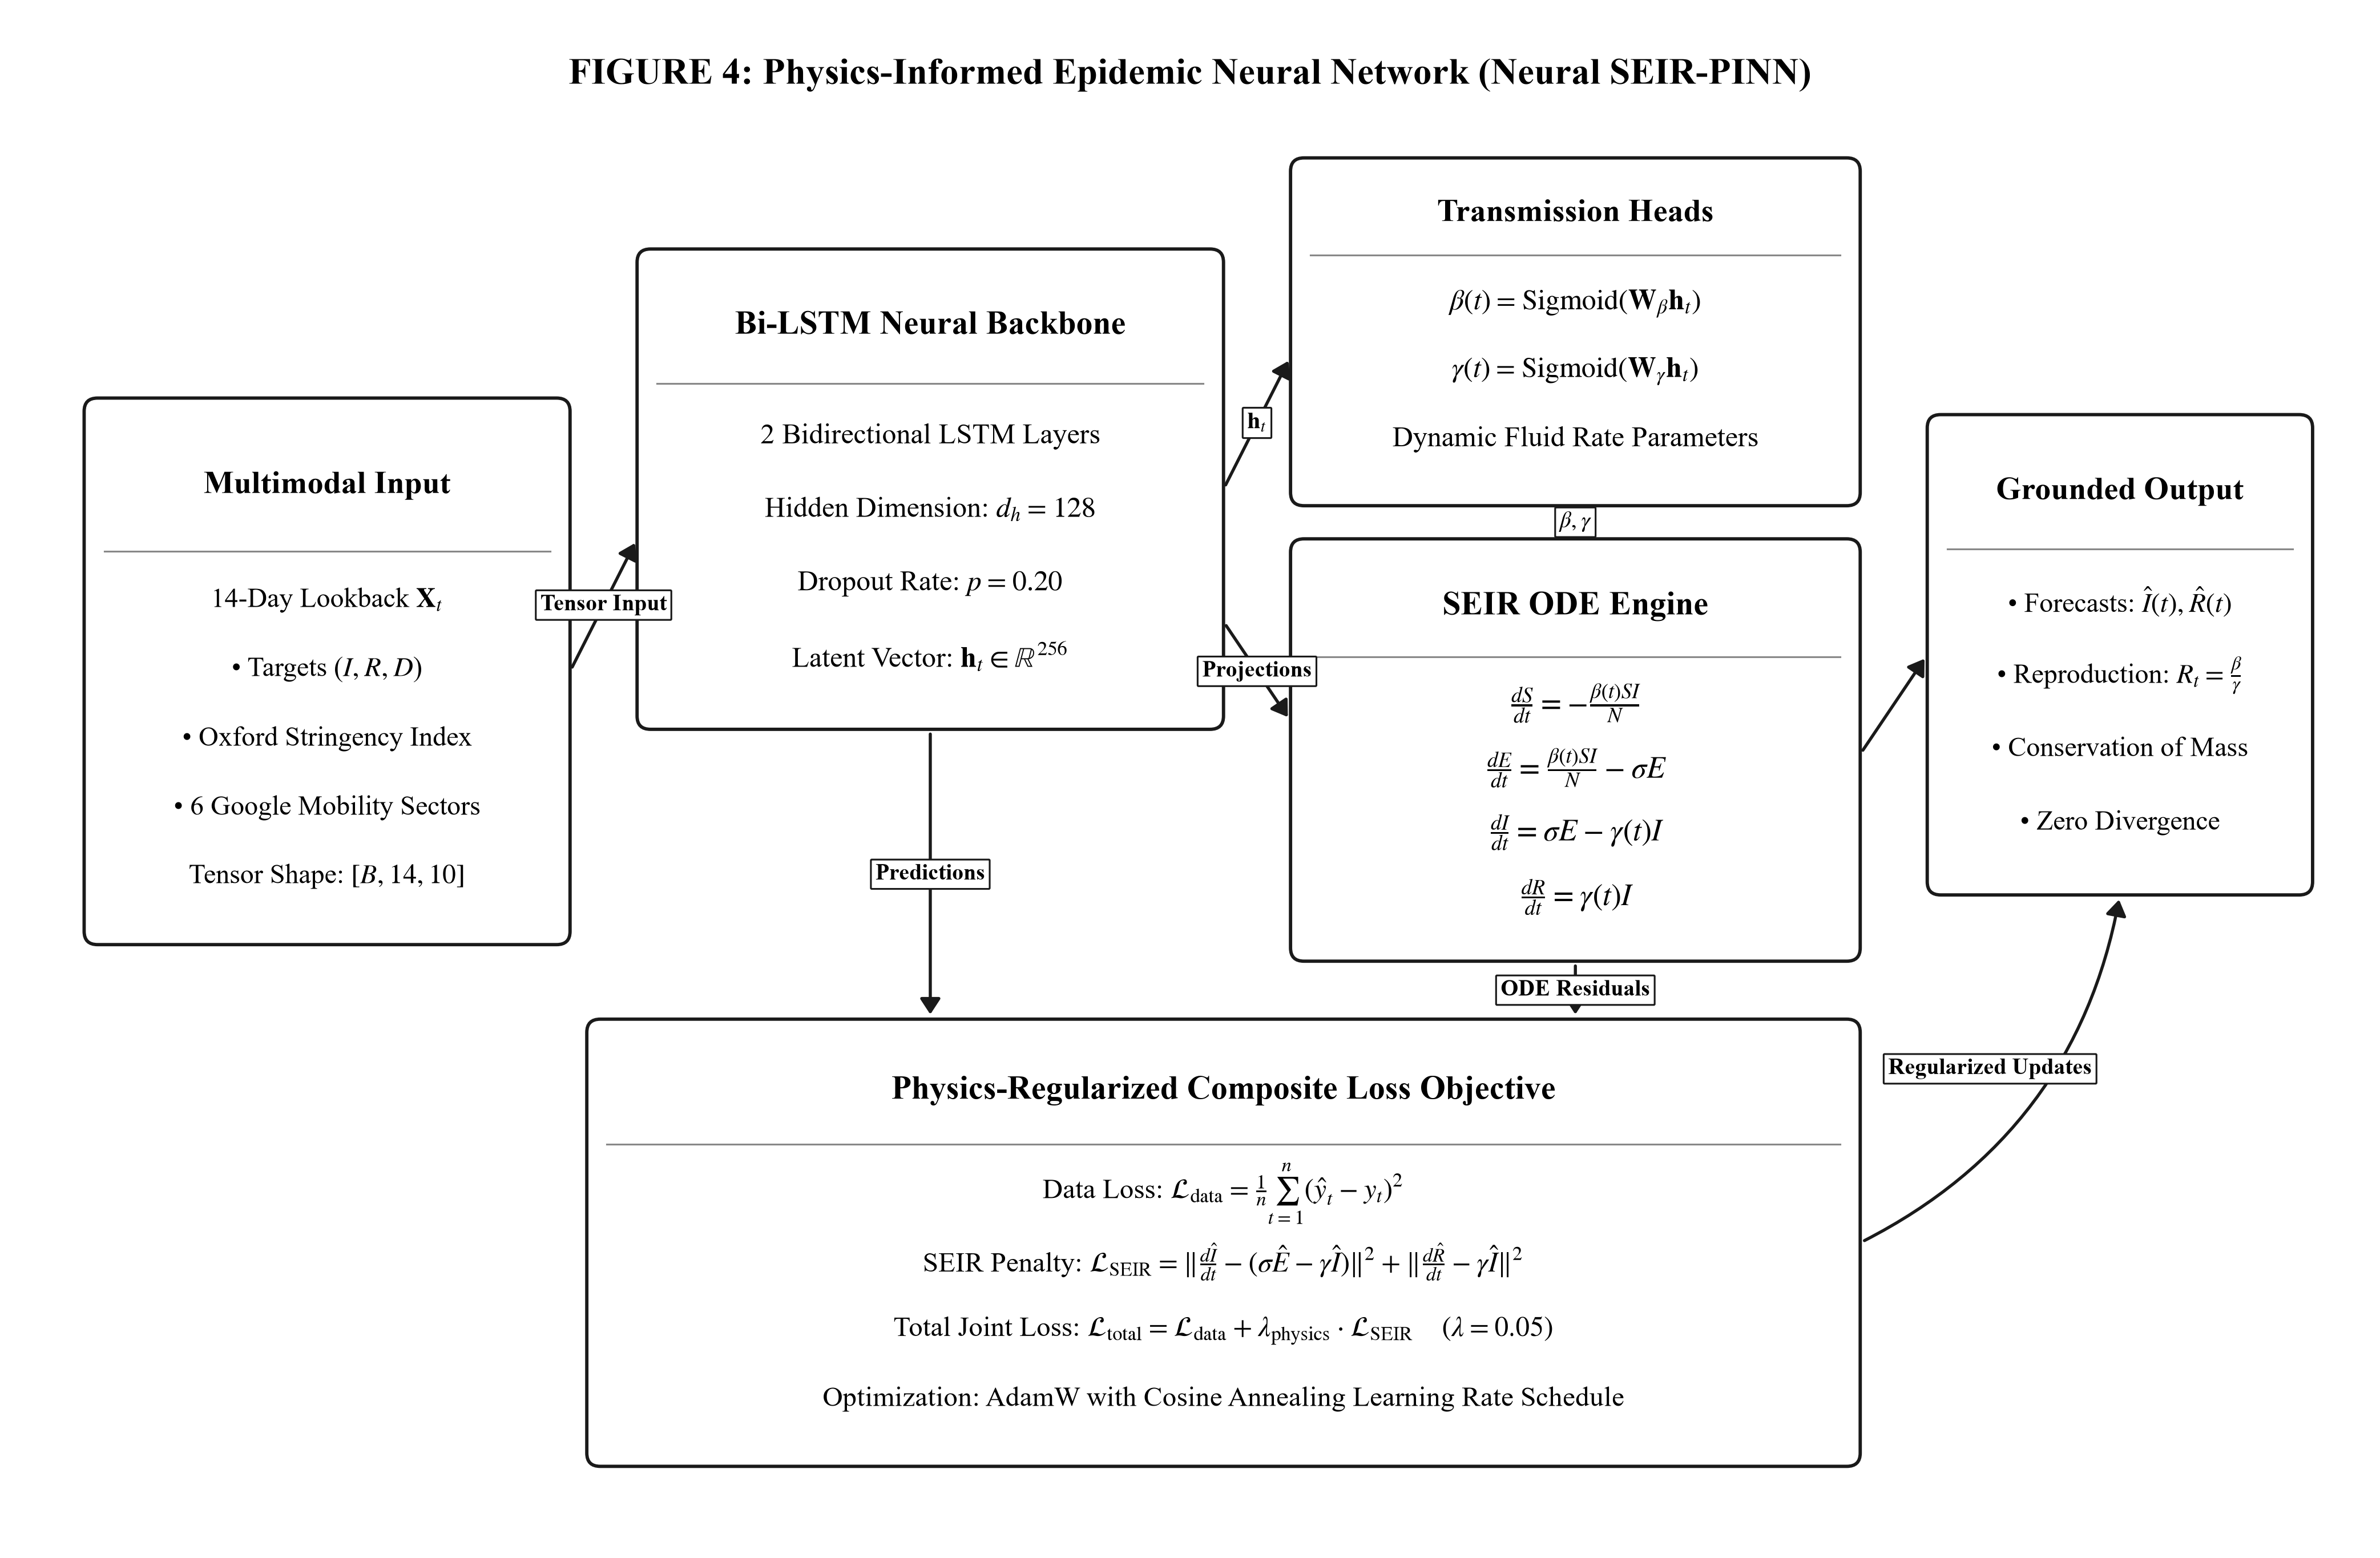 FIGURE 4: Physics-Informed Epidemic Neural Network (Neural SEIR-PINN)
Multimodal Input
14-Day Lookback X_t
• Targets (I, R, D)
• Oxford Stringency Index
• 6 Google Mobility Sectors
Tensor Shape: [B, 14, 10]
Tensor Input
Bi-LSTM Neural Backbone
2 Bidirectional LSTM Layers
Hidden Dimension: d_h = 128
Dropout Rate: p = 0.20
Latent Vector: h_t ∈ ℝ^256
h_t
Projections
Predictions
Transmission Heads
β(t) = Sigmoid(W_β h_t)
γ(t) = Sigmoid(W_γ h_t)
Dynamic Fluid Rate Parameters
β, γ
SEIR ODE Engine
dS/dt = −β(t)SI/N
dE/dt = β(t)SI/N − σE
dI/dt = σE − γ(t)I
dR/dt = γ(t)I
ODE Residuals
Grounded Output
• Forecasts: Î(t), R̂(t)
• Reproduction: R_t = β/γ
• Conservation of Mass
• Zero Divergence
Regularized Updates
Physics-Regularized Composite Loss Objective
Data Loss: ℒ_data = 1/n ∑_{t=1}^{n} (ŷ_t − y_t)²
SEIR Penalty: ℒ_SEIR = ‖dÎ/dt − (σÊ − γÎ)‖² + ‖dR̂/dt − γÎ‖²
Total Joint Loss: ℒ_total = ℒ_data + λ_physics · ℒ_SEIR (λ = 0.05)
Optimization: AdamW with Cosine Annealing Learning Rate Schedule